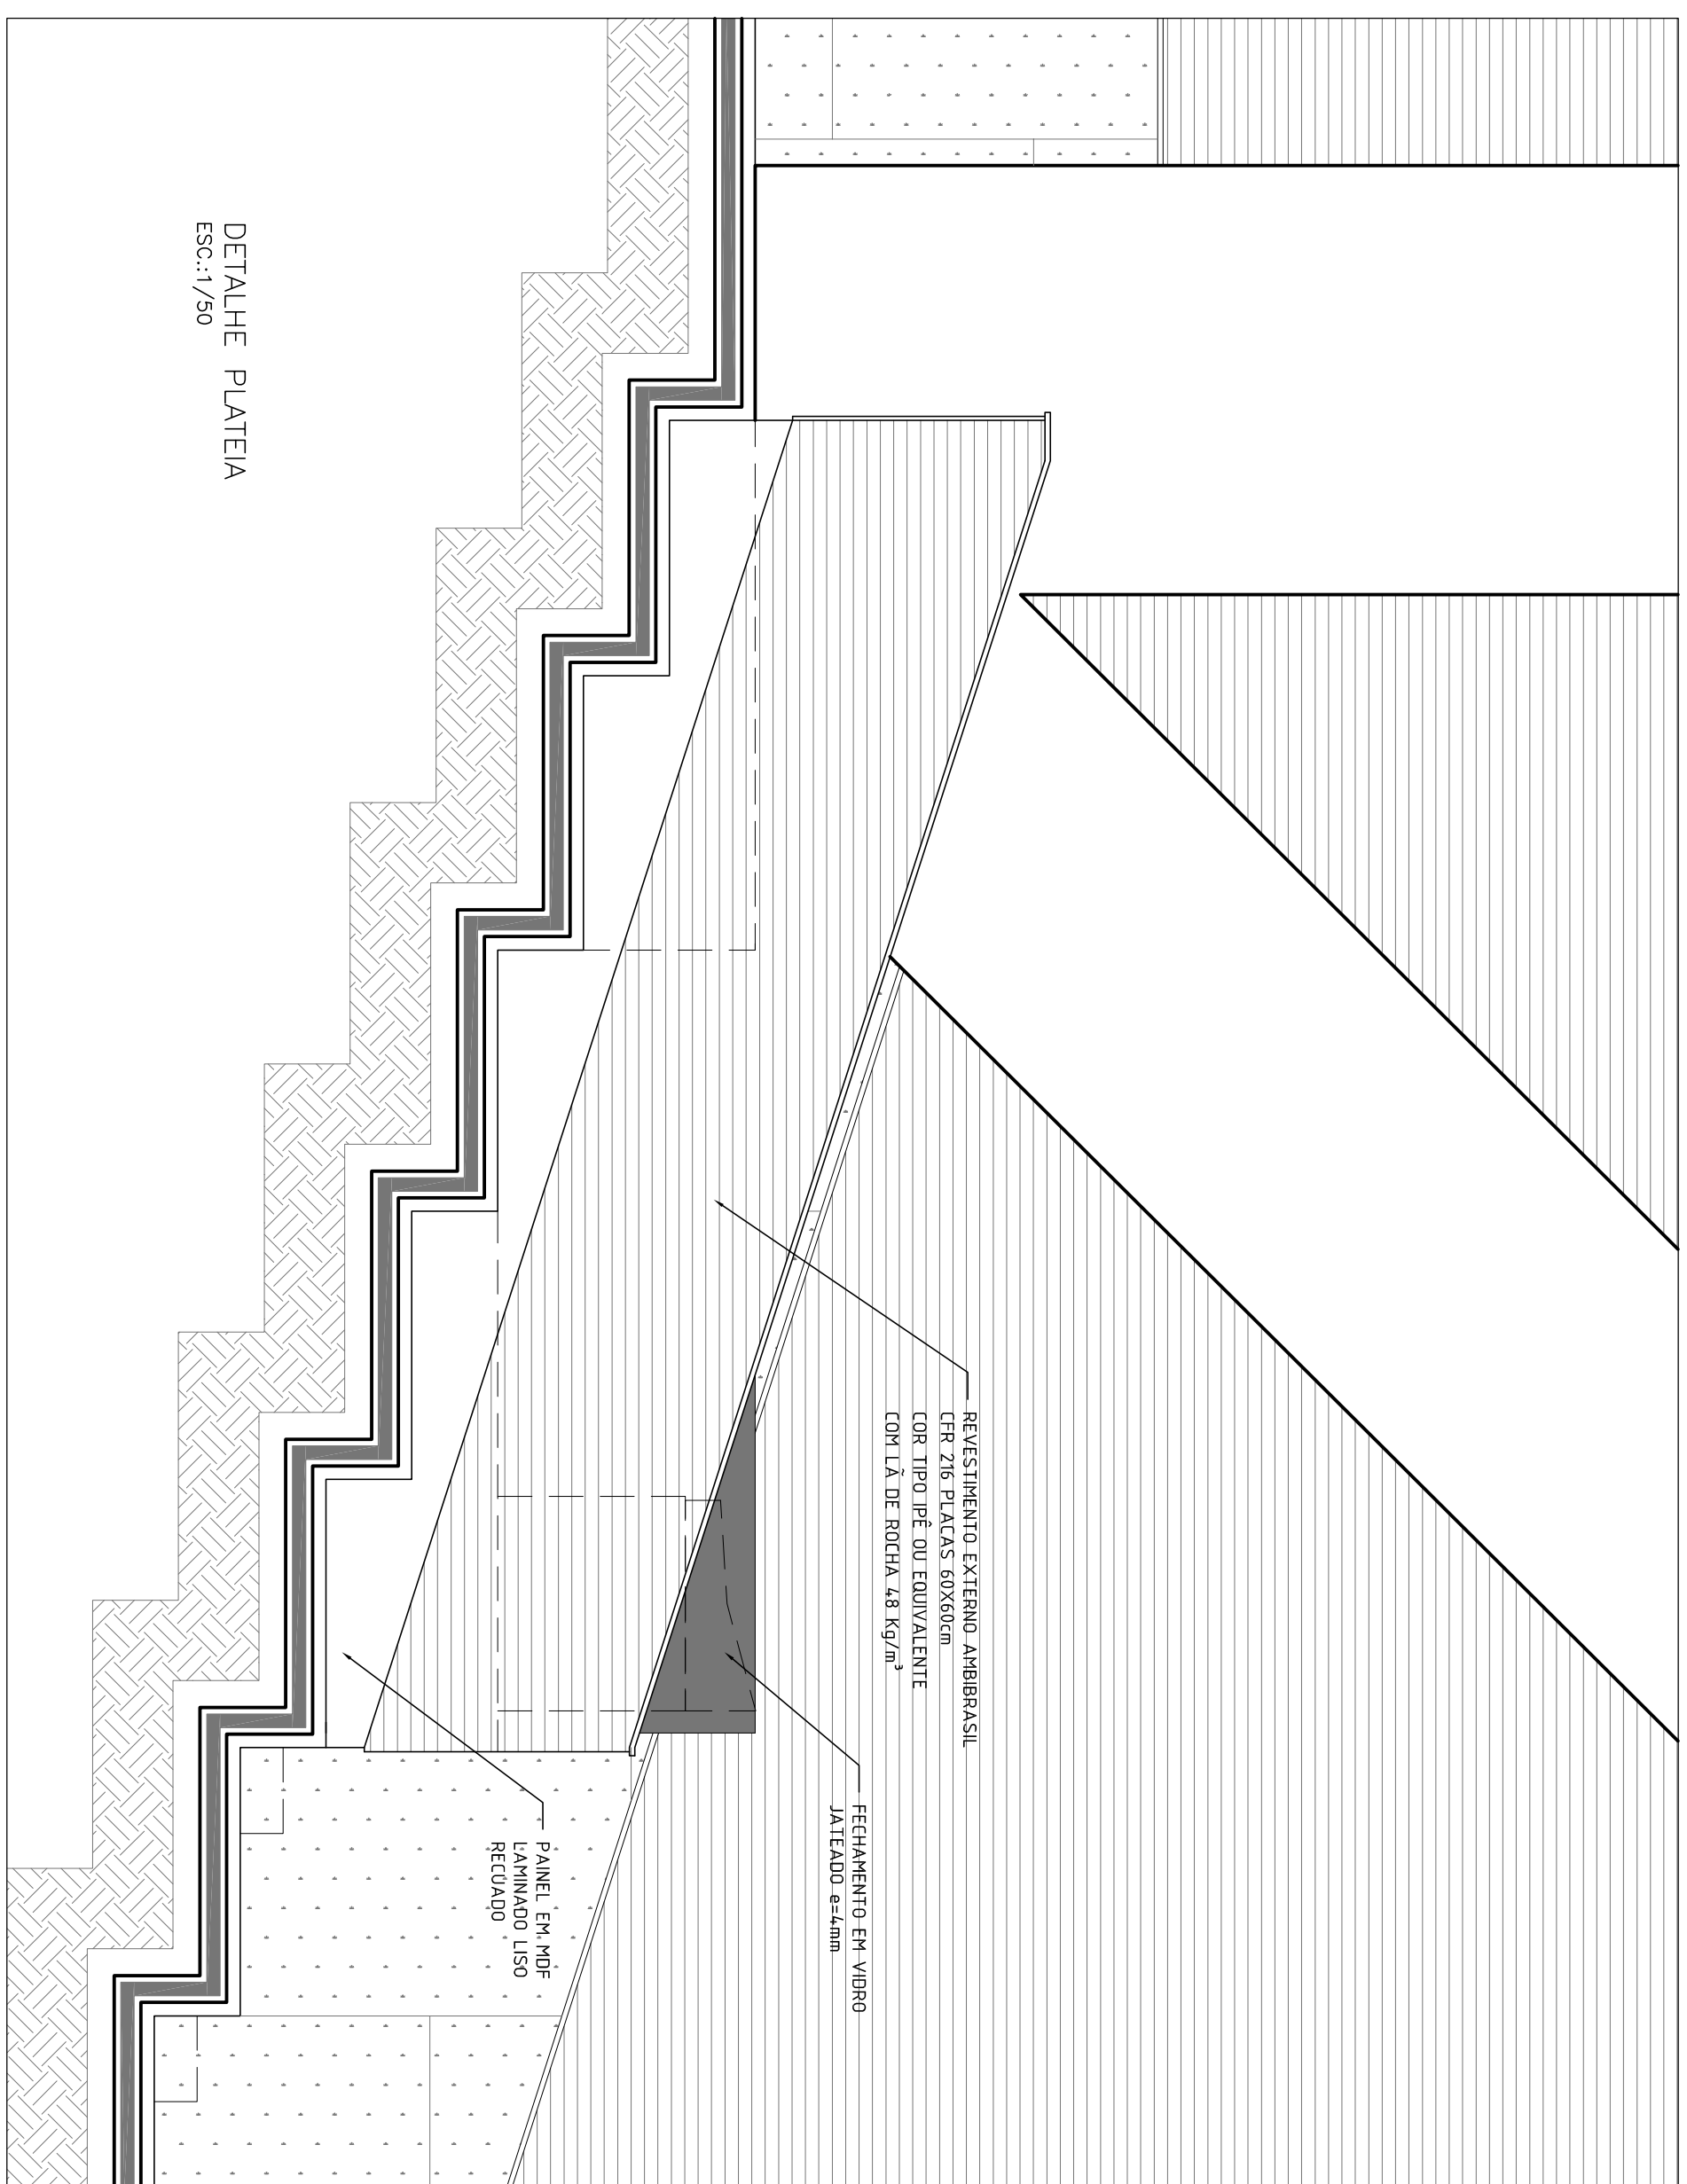 REVESTIMENTO EXTERNO AMBIBRASIL
CFR 216 PLACAS 60X60cm
COR TIPO IPÊ OU EQUIVALENTE
COM LÃ DE ROCHA 48 Kg/m³
FECHAMENTO EM VIDRO
JATEADO e=4mm
PAINEL EM MDF
LAMINADO LISO
RECUADO
DETALHE PLATEIA
ESC.:1/50